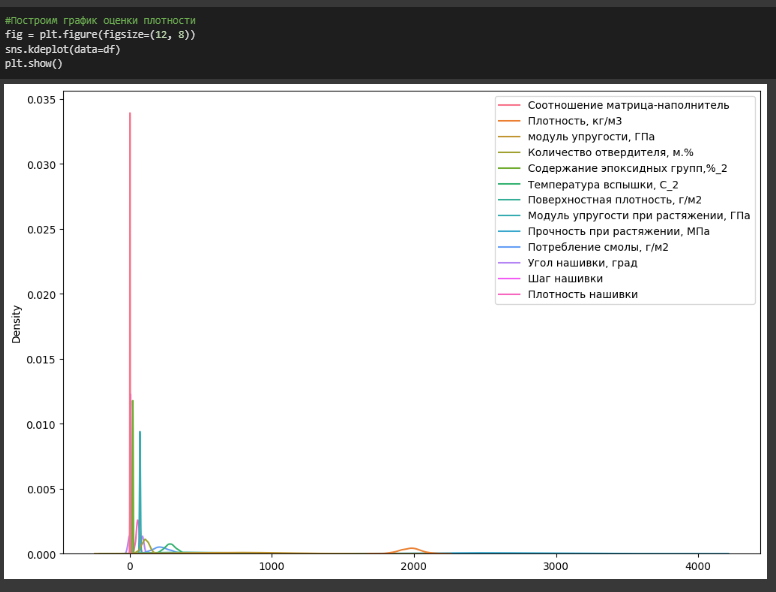 #Построим график оценки плотности
fig = plt.figure(figsize=(12, 8))
sns.kdeplot(data=df)
plt.show()
Соотношение матрица-наполнитель
Плотность, кг/м3
модуль упругости, ГПа
Количество отвердителя, м.%
Содержание эпоксидных групп,%_2
Температура вспышки, С_2
Поверхностная плотность, г/м2
Модуль упругости при растяжении, ГПа
Прочность при растяжении, МПа
Потребление смолы, г/м2
Угол нашивки, град
Шаг нашивки
Плотность нашивки
Density
0.035
0.030
0.025
0.020
0.015
0.010
0.005
0.000
0
1000
2000
3000
4000